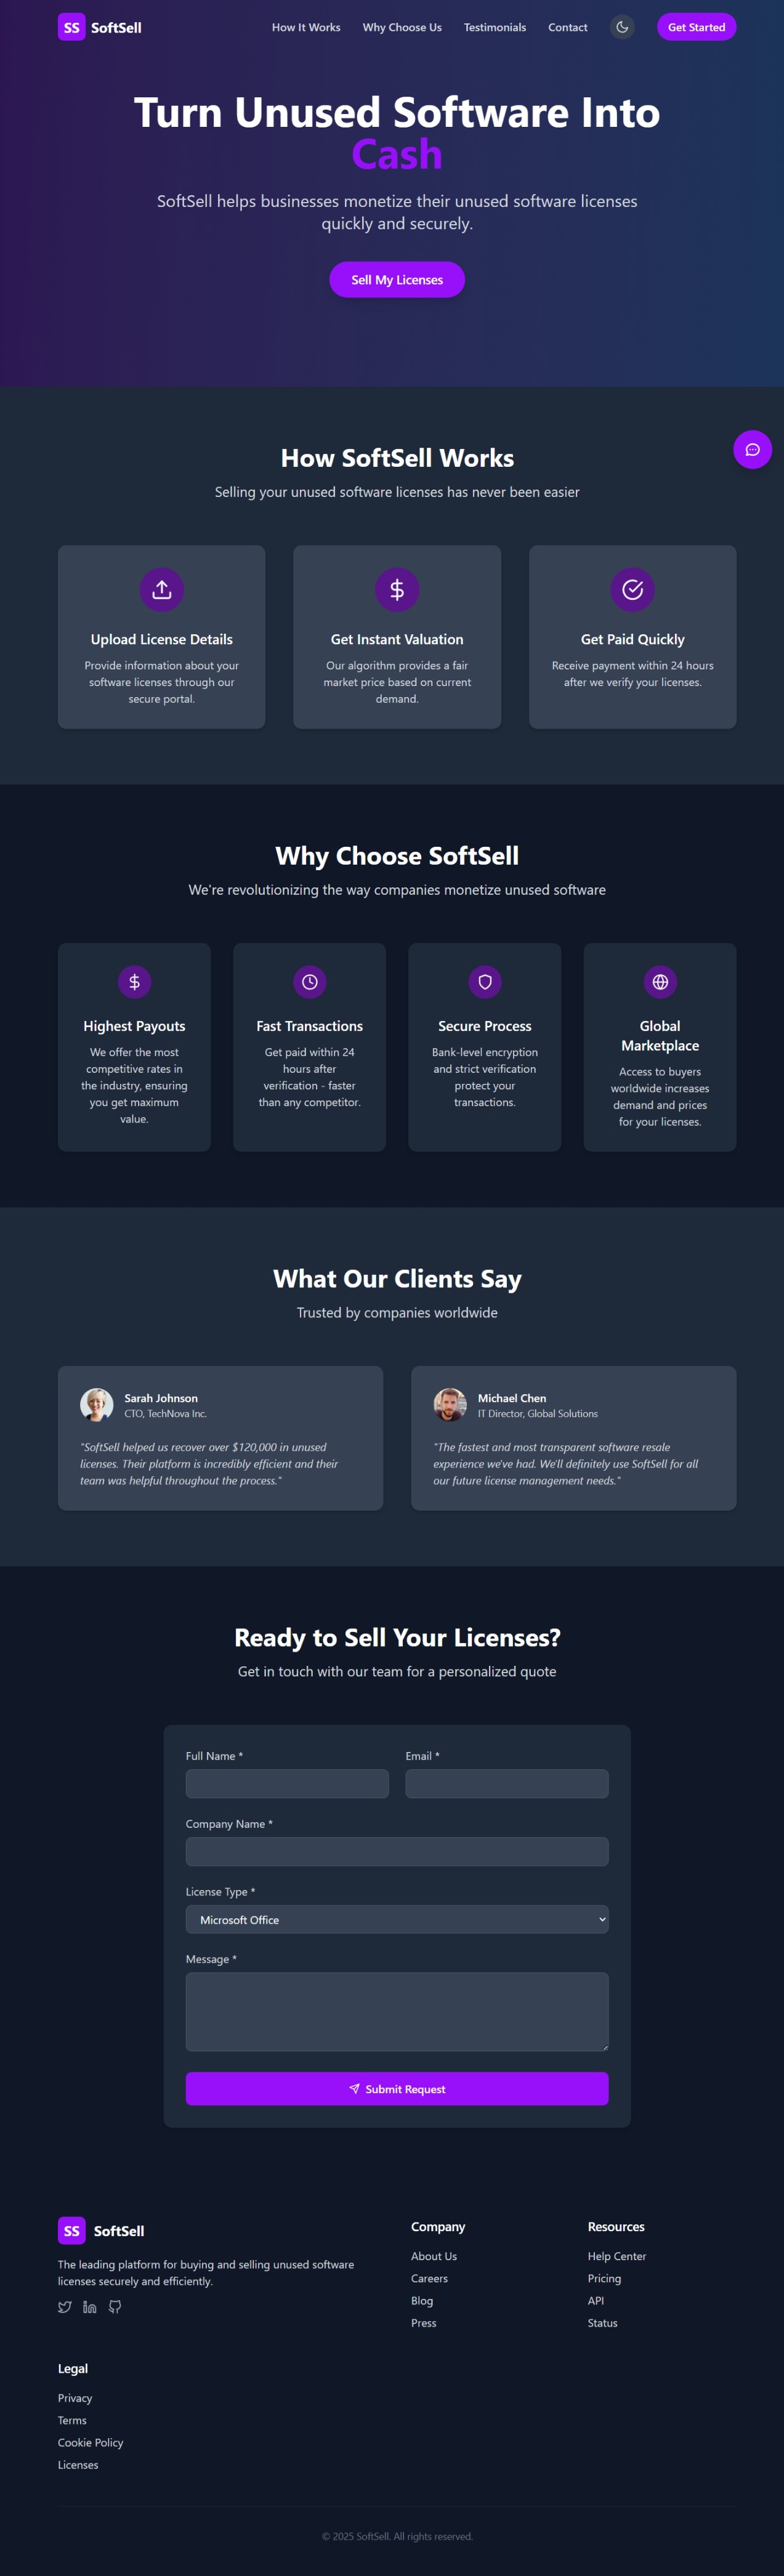 SS SoftSell
How It Works
Why Choose Us
Testimonials
Contact
Get Started
Turn Unused Software Into
Cash
SoftSell helps businesses monetize their unused software licenses
quickly and securely.
Sell My Licenses
How SoftSell Works
Selling your unused software licenses has never been easier
Upload License Details
Provide information about your
software licenses through our
secure portal.
Get Instant Valuation
Our algorithm provides a fair
market price based on current
demand.
Get Paid Quickly
Receive payment within 24 hours
after we verify your licenses.
Why Choose SoftSell
We're revolutionizing the way companies monetize unused software
Highest Payouts
We offer the most
competitive rates in
the industry, ensuring
you get maximum
value.
Fast Transactions
Get paid within 24
hours after
verification - faster
than any competitor.
Secure Process
Bank-level encryption
and strict verification
protect your
transactions.
Global
Marketplace
Access to buyers
worldwide increases
demand and prices
for your licenses.
What Our Clients Say
Trusted by companies worldwide
Sarah Johnson
CTO, TechNova Inc.
"SoftSell helped us recover over $120,000 in unused
licenses. Their platform is incredibly efficient and their
team was helpful throughout the process."
Michael Chen
IT Director, Global Solutions
"The fastest and most transparent software resale
experience we've had. We'll definitely use SoftSell for all
our future license management needs."
Ready to Sell Your Licenses?
Get in touch with our team for a personalized quote
Full Name *
Email *
Company Name *
License Type *
Microsoft Office
Message *
Submit Request
SS SoftSell
The leading platform for buying and selling unused software
licenses securely and efficiently.
Company
About Us
Careers
Blog
Press
Resources
Help Center
Pricing
API
Status
Legal
Privacy
Terms
Cookie Policy
Licenses
© 2025 SoftSell. All rights reserved.